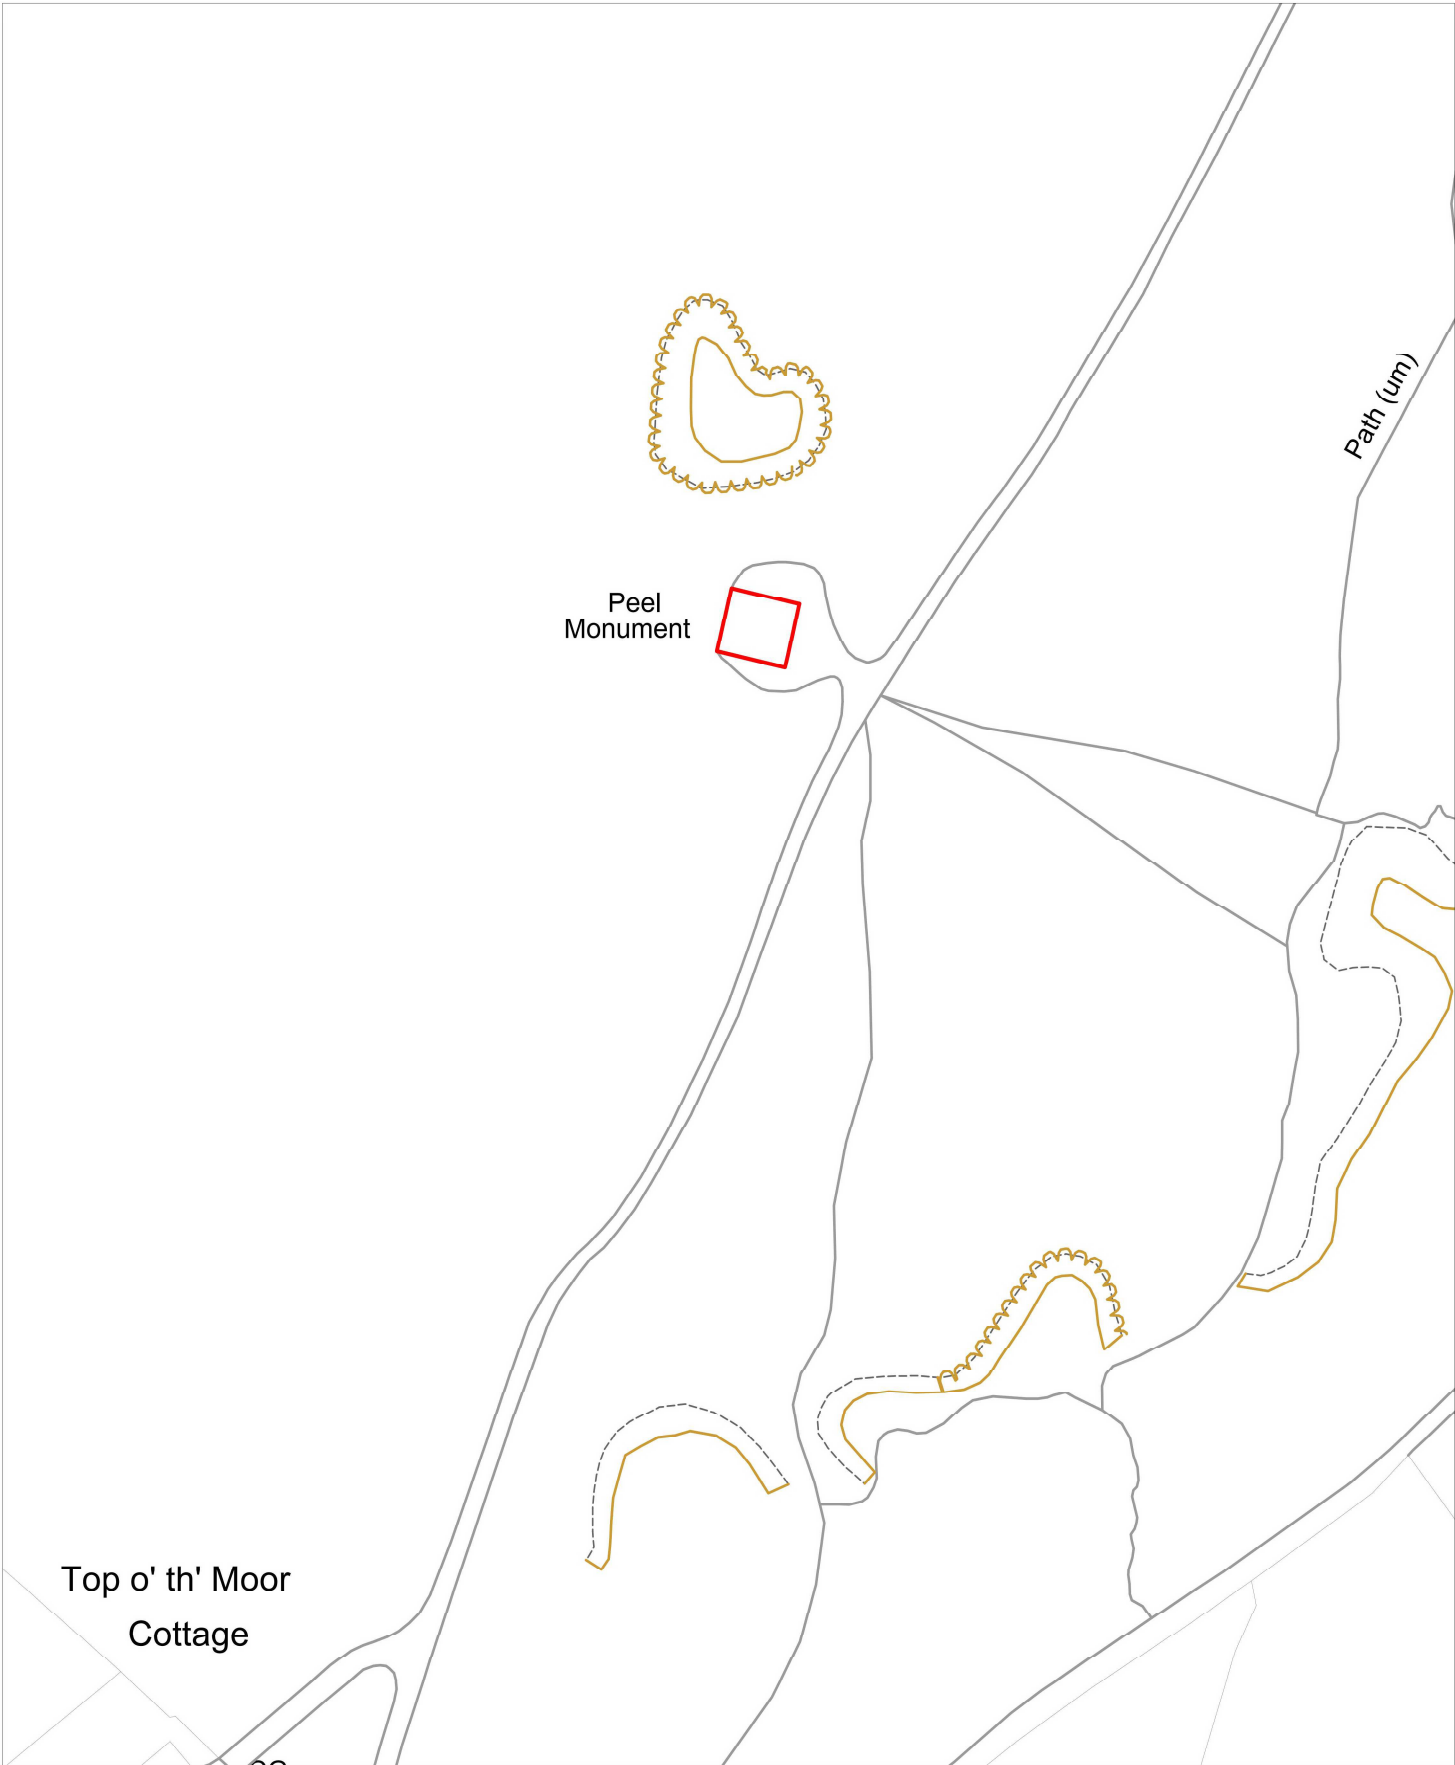 Path (um)
Peel
Monument
Top o' th' Moor
Cottage